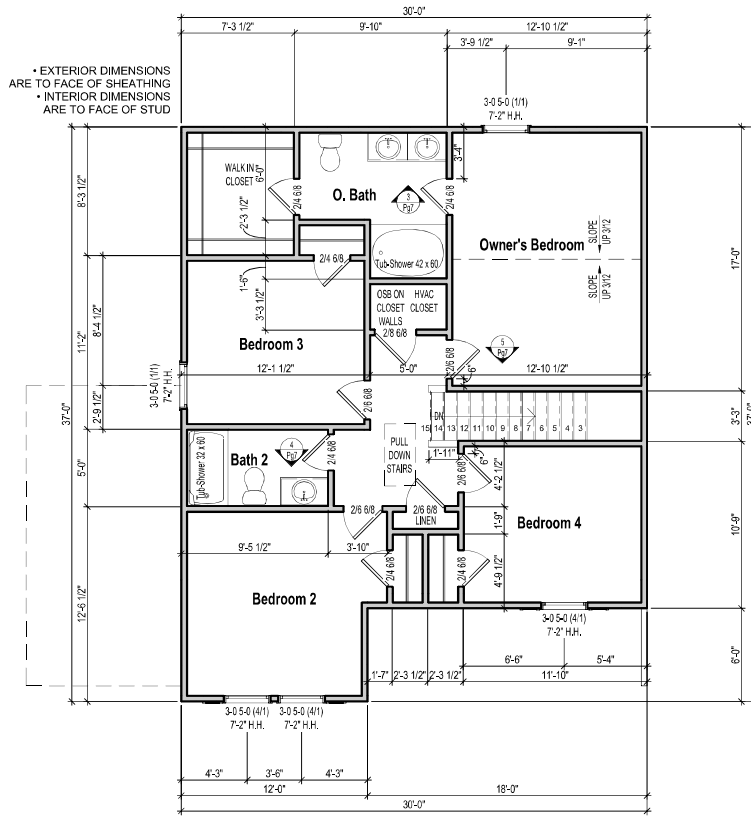 30'-0"
7'-3 1/2"
9'-10"
12'-10 1/2"
3'-9 1/2"
9'-1"
• EXTERIOR DIMENSIONS
ARE TO FACE OF SHEATHING
• INTERIOR DIMENSIONS
ARE TO FACE OF STUD
3-0 5-0 (1/1)
7'-2" H.H.
8'-3 1/2"
WALK IN
CLOSET
6'-0"
2'-3 1/2"
2/4 6/8
O. Bath
3
Pg7
2/4 6/8
3'-4"
Tub-Shower 42 x 60
Owner's Bedroom
SLOPE
UP 3/12
SLOPE
UP 3/12
17'-0"
2/4 6/8
1'-6"
3'-3 1/2"
OSB ON
CLOSET
WALLS
HVAC
CLOSET
2/8 6/8
Bedroom 3
12'-1 1/2"
5'-0"
2/6 6/8
6"
5
Pg7
12'-10 1/2"
11'-2"
8'-4 1/2"
2'-9 1/2"
3-0 5-0 (1/1)
7'-2" H.H.
37'-0"
2/6 6/8
DN
15 14 13 12 11 10 9 8 7 6 5 4 3
3'-3"
37'-0"
PULL
DOWN
STAIRS
1'-11"
6"
2/6 6/8
4'-2 1/2"
5'-0"
Tub-Shower 32 x 60
Bath 2
4
Pg7
2/4 6/8
2/6 6/8
2/6 6/8
LINEN
1'-9"
Bedroom 4
10'-9"
9'-5 1/2"
3'-10"
2/4 6/8
2/4 6/8
4'-9 1/2"
12'-6 1/2"
Bedroom 2
3-0 5-0 (4/1)
7'-2" H.H.
6'-6"
5'-4"
1'-7"
2'-3 1/2"
2'-3 1/2"
11'-10"
6'-0"
3-0 5-0 (4/1)
7'-2" H.H.
3-0 5-0 (4/1)
7'-2" H.H.
4'-3"
3'-6"
4'-3"
12'-0"
18'-0"
30'-0"